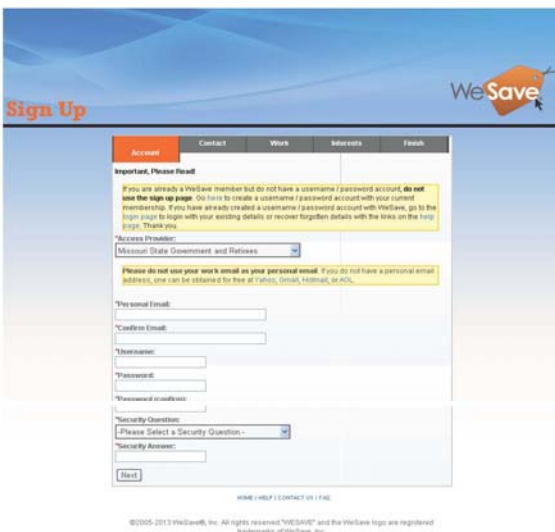 WeSave
Sign Up
Account Contact Work Interests Finish
Important, Please Read!
If you are already a WeSave member but do not have a username / password account, do not
use the sign up page. Go here to create a username / password account with your current
membership. If you have already created a username / password account with WeSave, go to the
login page to login with your existing details or recover forgotten details with the links on the help
page. Thank you.
*Access Provider:
Missouri State Government and Retirees
Please do not use your work email as your personal email. If you do not have a personal email
address, one can be obtained for free at Yahoo, Gmail, Hotmail, or AOL.
*Personal Email:
*Confirm Email:
*Username:
*Password:
*Password (confirm):
*Security Question:
-Please Select a Security Question -
*Security Answer:
Next
HOME | HELP | CONTACT US | FAQ
©2005-2013 WeSave®, Inc. All rights reserved."WESAVE" and the WeSave logo are registered
trademarks of WeSave, Inc.